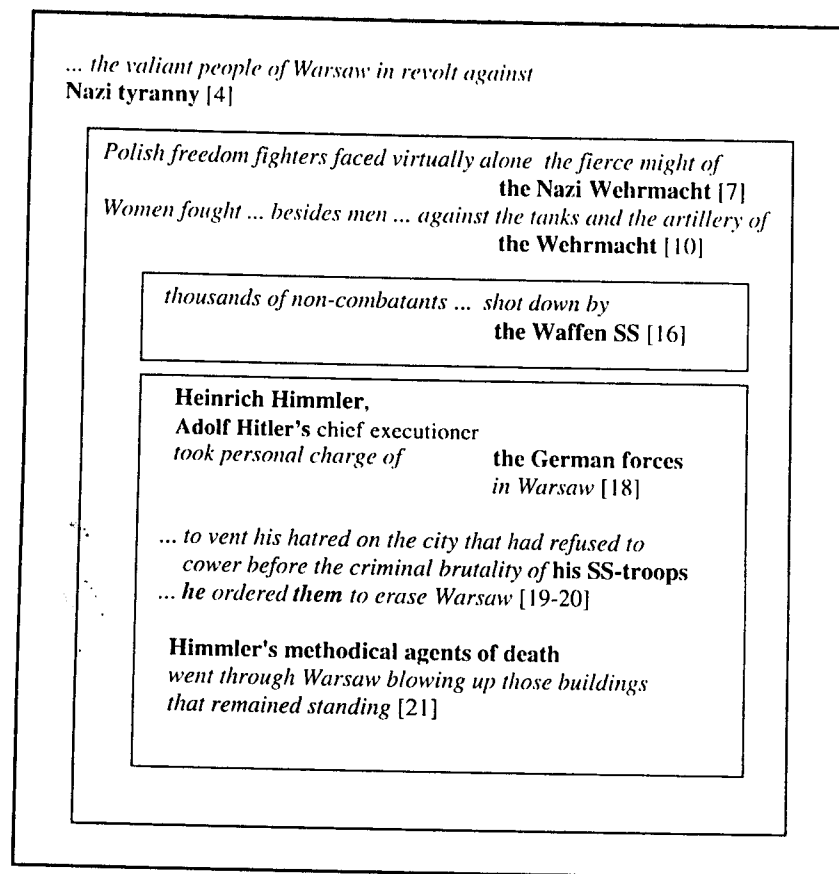 ... the valiant people of Warsaw in revolt against
Nazi tyranny [4]
Polish freedom fighters faced virtually alone the fierce might of
the Nazi Wehrmacht [7]
Women fought ... besides men ... against the tanks and the artillery of
the Wehrmacht [10]
thousands of non-combatants ... shot down by
the Waffen SS [16]
Heinrich Himmler,
Adolf Hitler's chief executioner
took personal charge of the German forces
in Warsaw [18]
... to vent his hatred on the city that had refused to
cower before the criminal brutality of his SS-troops
... he ordered them to erase Warsaw [19-20]
Himmler's methodical agents of death
went through Warsaw blowing up those buildings
that remained standing [21]